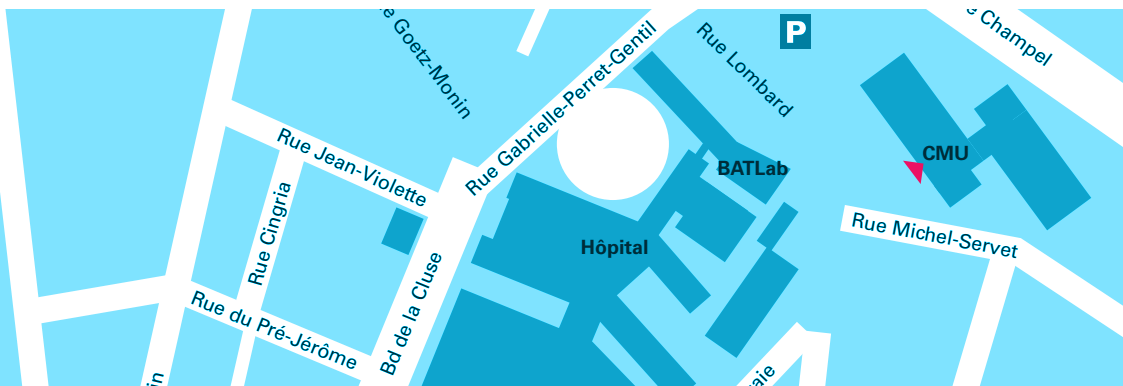 Goetz-Monin
Rue Gabrielle-Perret-Gentil
Rue Lombard
P
Champel
Rue Jean-Violette
CMU
BATLab
Rue Cingria
Rue Michel-Servet
Hôpital
Bd de la Cluse
Rue du Pré-Jérôme